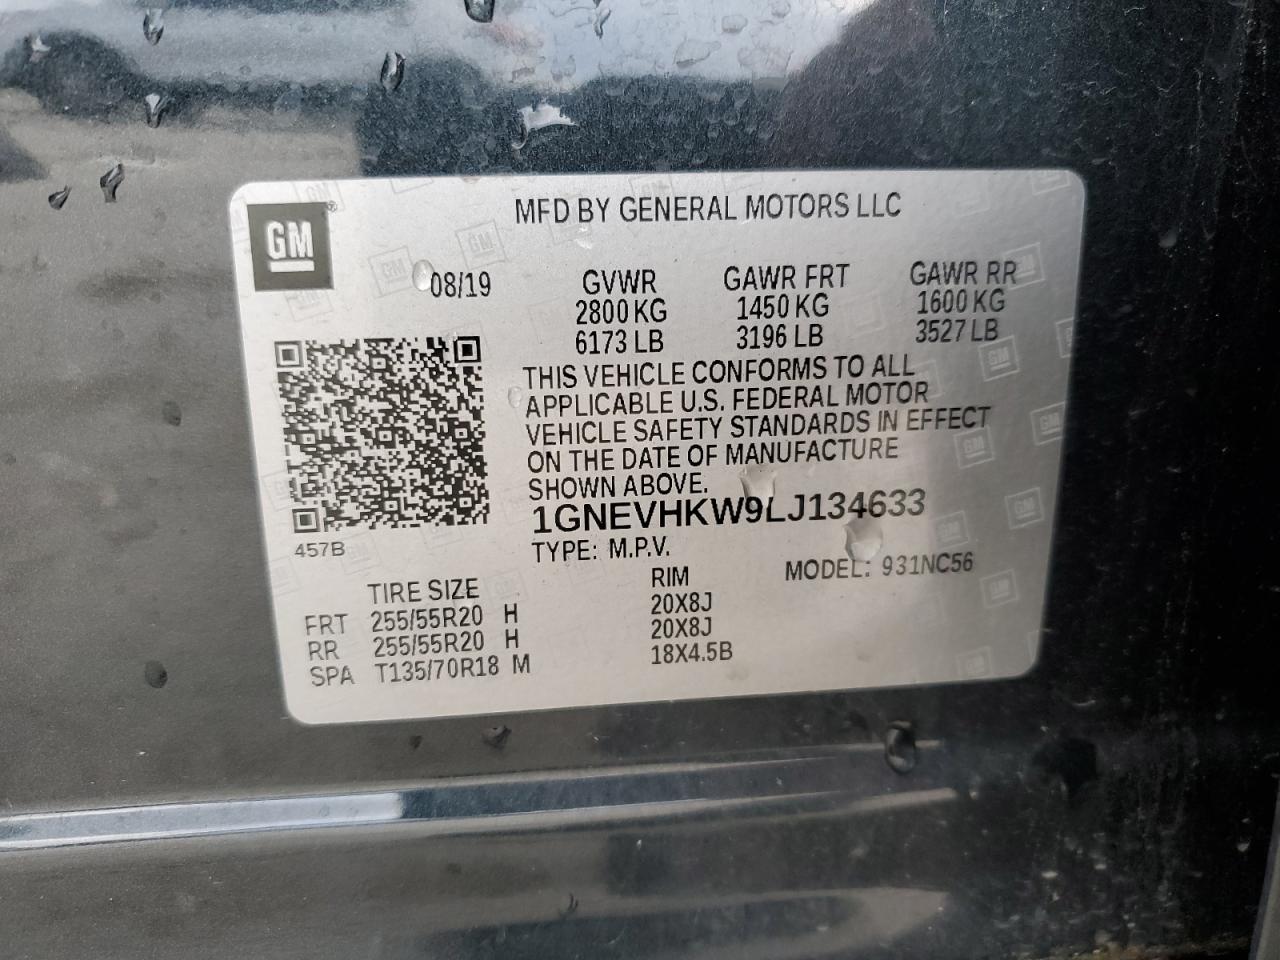 GM
MFD BY GENERAL MOTORS LLC
08/19
GVWR GAWR FRT GAWR RR
2800 KG 1450 KG 1600 KG
6173 LB 3196 LB 3527 LB
THIS VEHICLE CONFORMS TO ALL
APPLICABLE U.S. FEDERAL MOTOR
VEHICLE SAFETY STANDARDS IN EFFECT
ON THE DATE OF MANUFACTURE
SHOWN ABOVE.
1GNEVHKW9LJ134633
457B
TYPE: M.P.V. MODEL: 931NC56
TIRE SIZE RIM
FRT 255/55R20 H 20X8J
RR 255/55R20 H 20X8J
SPA T135/70R18 M 18X4.5B